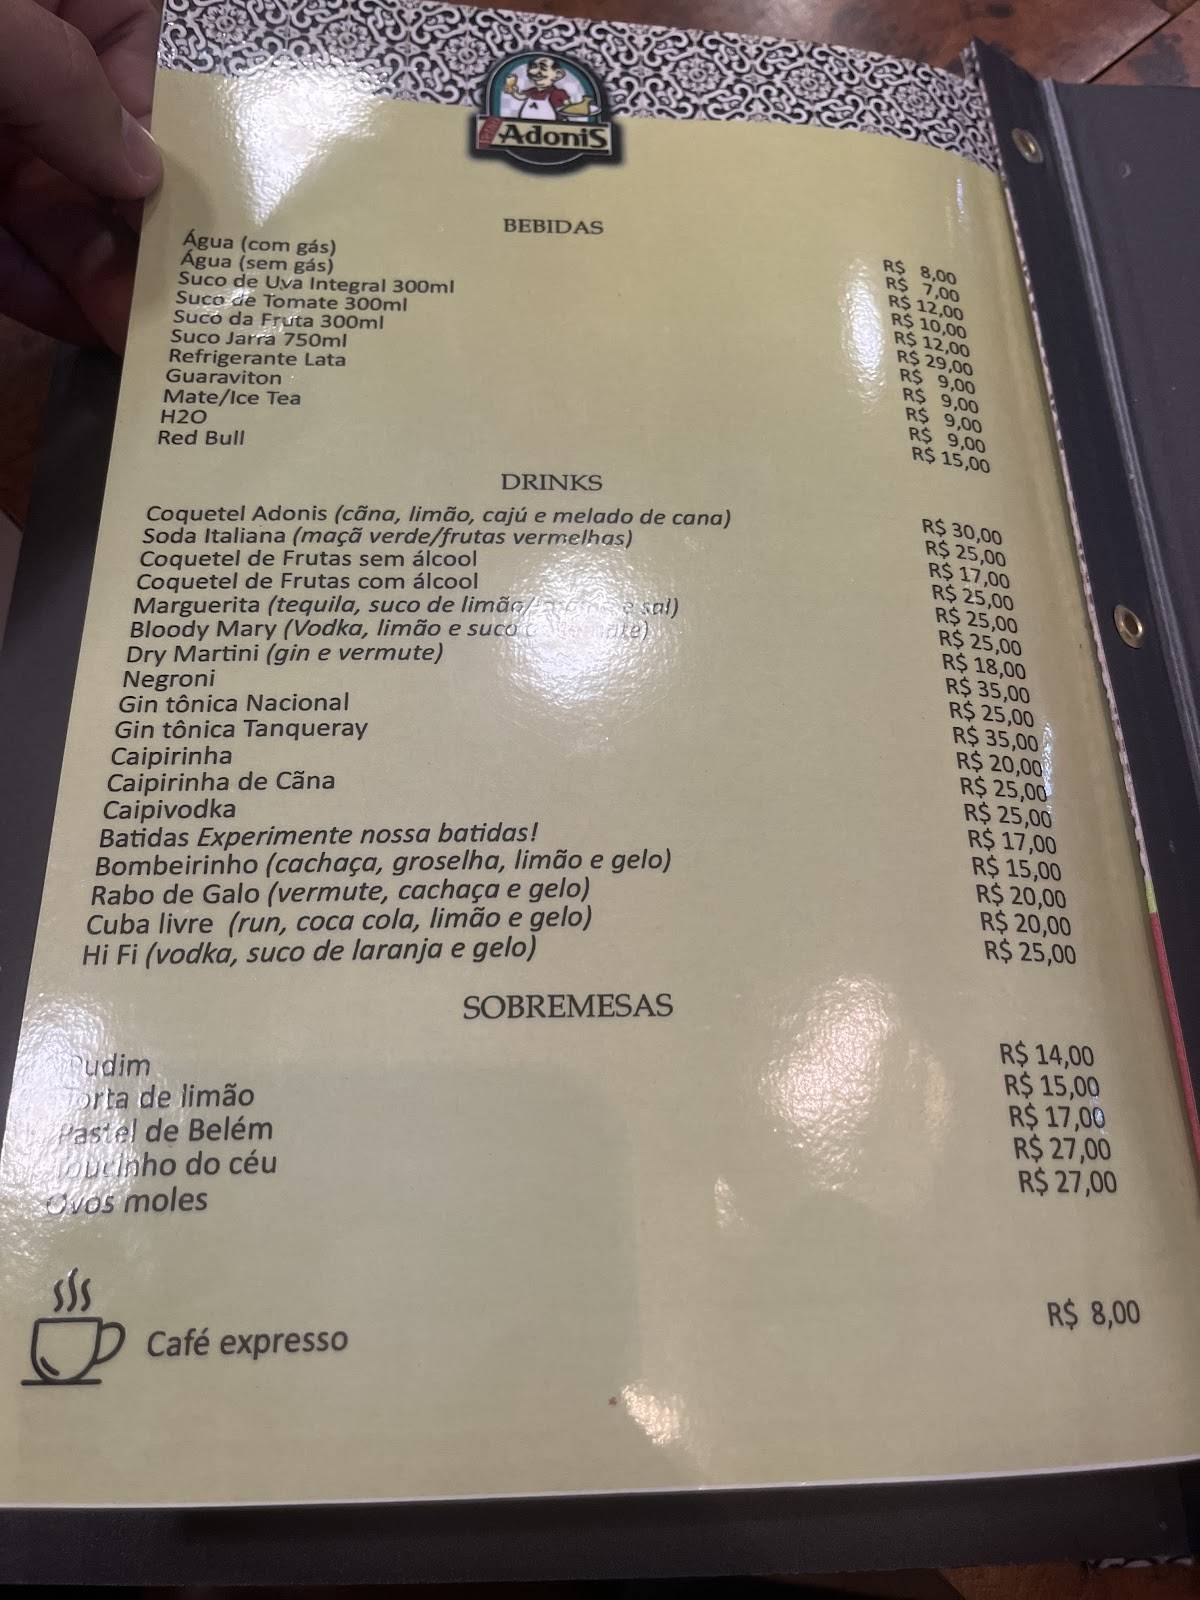 AdoniS
BEBIDAS
Água (com gás) R$ 8,00
Água (sem gás) R$ 7,00
Suco de Uva Integral 300ml R$ 12,00
Suco de Tomate 300ml R$ 10,00
Suco da Fruta 300ml R$ 12,00
Suco Jarra 750ml R$ 29,00
Refrigerante Lata R$ 9,00
Guaraviton R$ 9,00
Mate/Ice Tea R$ 9,00
H2O R$ 9,00
Red Bull R$ 15,00
DRINKS
Coquetel Adonis (cãna, limão, cajú e melado de cana) R$ 30,00
Soda Italiana (maçã verde/frutas vermelhas) R$ 25,00
Coquetel de Frutas sem álcool R$ 17,00
Coquetel de Frutas com álcool R$ 25,00
Marguerita (tequila, suco de limão/ e sal) R$ 25,00
Bloody Mary (Vodka, limão e suco R$ 25,00
Dry Martini (gin e vermute) R$ 18,00
Negroni R$ 35,00
Gin tônica Nacional R$ 25,00
Gin tônica Tanqueray R$ 35,00
Caipirinha R$ 20,00
Caipirinha de Cãna R$ 25,00
Caipivodka R$ 25,00
Batidas Experimente nossa batidas! R$ 17,00
Bombeirinho (cachaça, groselha, limão e gelo) R$ 15,00
Rabo de Galo (vermute, cachaça e gelo) R$ 20,00
Cuba livre (run, coca cola, limão e gelo) R$ 20,00
Hi Fi (vodka, suco de laranja e gelo) R$ 25,00
SOBREMESAS
Pudim R$ 14,00
Torta de limão R$ 15,00
Pastel de Belém R$ 17,00
Toucinho do céu R$ 27,00
Ovos moles R$ 27,00
Café expresso R$ 8,00